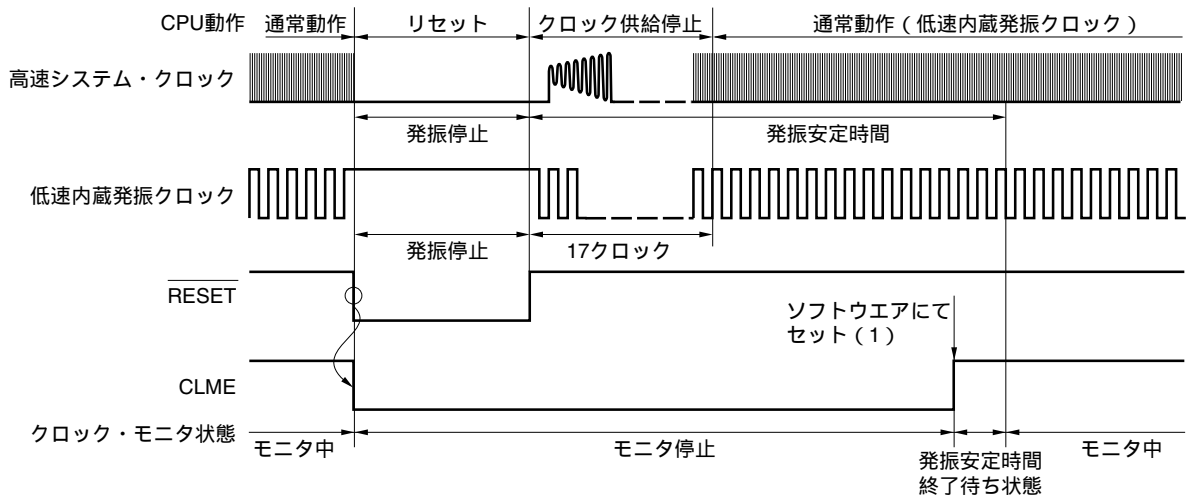 CPU動作 通常動作 リセット クロック供給停止 通常動作(低速内蔵発振クロック)
高速システム・クロック
発振停止 発振安定時間
低速内蔵発振クロック
発振停止 17クロック
RESET
ソフトウエアにて
セット(1)
CLME
クロック・モニタ状態
モニタ中 モニタ停止 モニタ中
発振安定時間
終了待ち状態